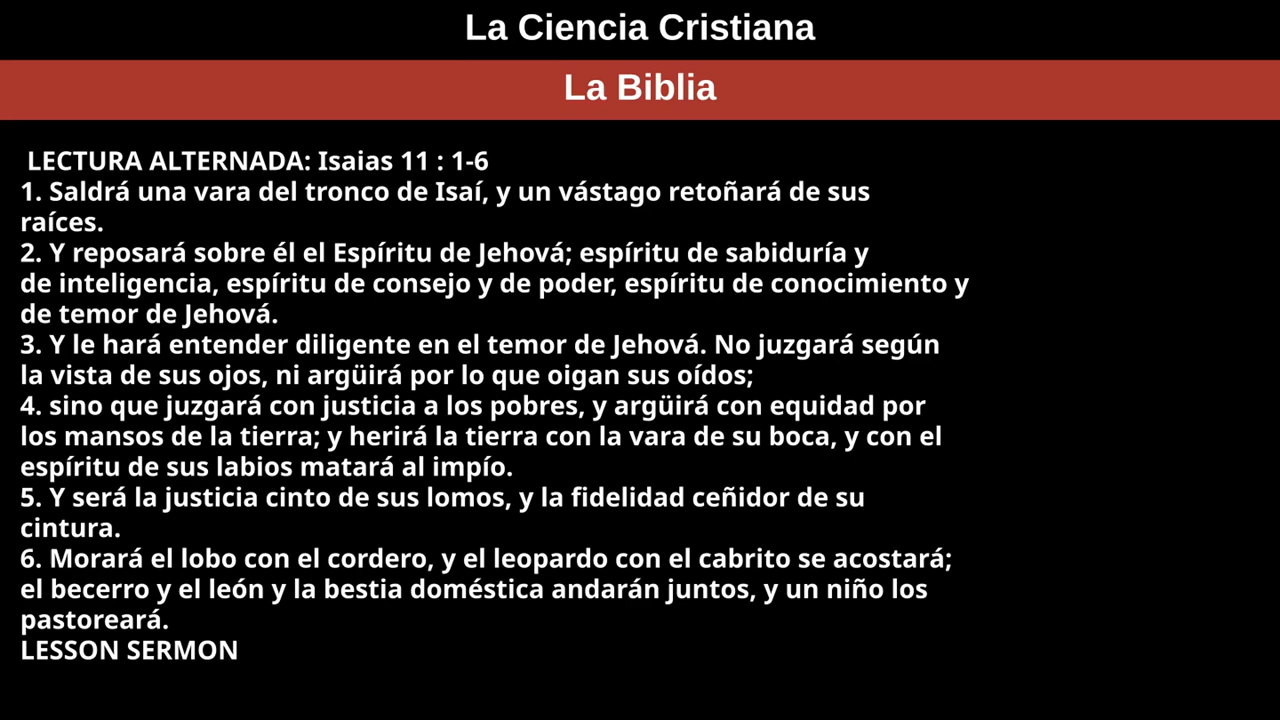 La Ciencia Cristiana
La Biblia
LECTURA ALTERNADA: Isaias 11 : 1-6
1. Saldrá una vara del tronco de Isaí, y un vástago retoñará de sus
raíces.
2. Y reposará sobre él el Espíritu de Jehová; espíritu de sabiduría y
de inteligencia, espíritu de consejo y de poder, espíritu de conocimiento y
de temor de Jehová.
3. Y le hará entender diligente en el temor de Jehová. No juzgará según
la vista de sus ojos, ni argüirá por lo que oigan sus oídos;
4. sino que juzgará con justicia a los pobres, y argüirá con equidad por
los mansos de la tierra; y herirá la tierra con la vara de su boca, y con el
espíritu de sus labios matará al impío.
5. Y será la justicia cinto de sus lomos, y la fidelidad ceñidor de su
cintura.
6. Morará el lobo con el cordero, y el leopardo con el cabrito se acostará;
el becerro y el león y la bestia doméstica andarán juntos, y un niño los
pastoreará.
LESSON SERMON